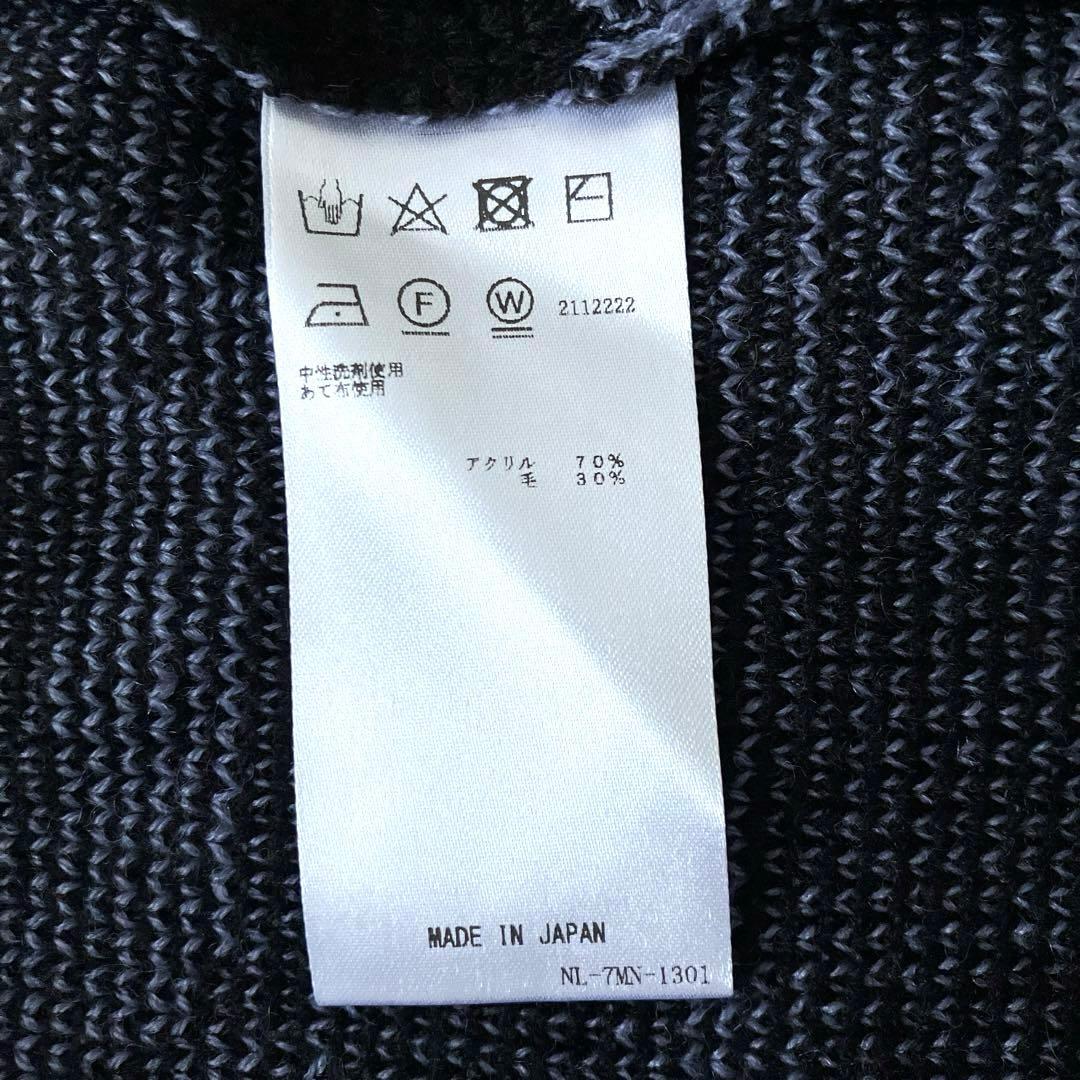 F W 2112222
中性洗剤使用
あて布使用
アクリル 70%
毛 30%
MADE IN JAPAN
NL-7MN-1301